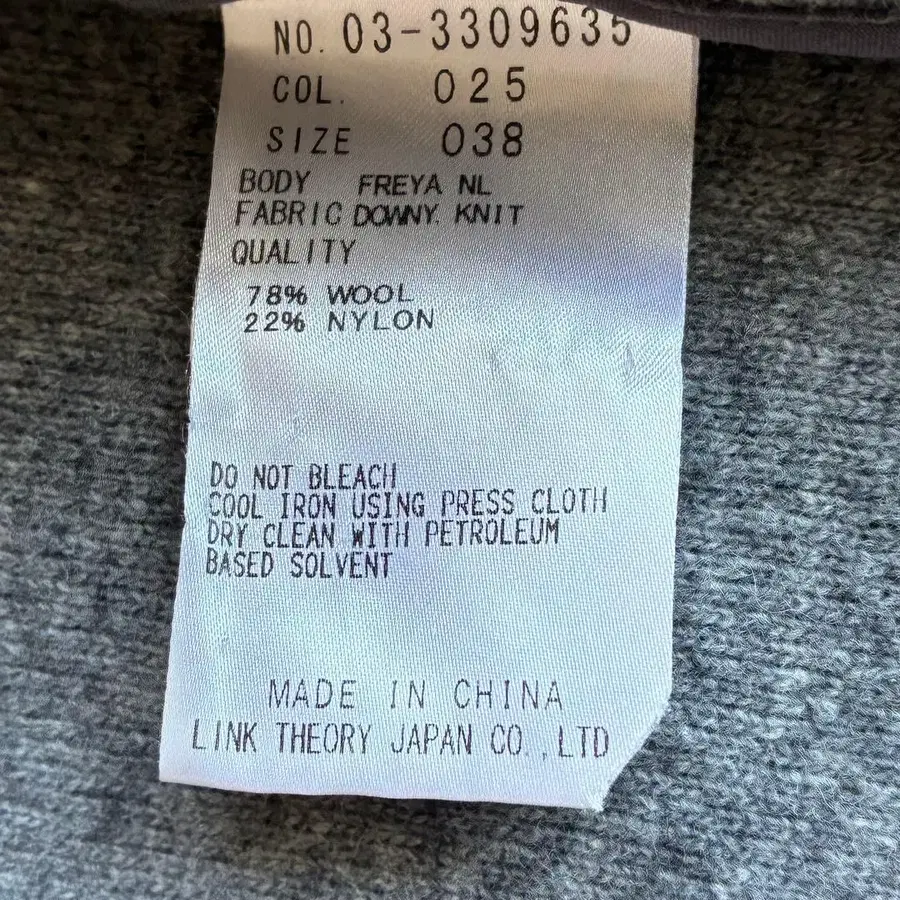 NO. 03-3309635
COL. 025
SIZE 038
BODY FREYA NL
FABRIC DOWNY. KNIT
QUALITY
78% WOOL
22% NYLON
DO NOT BLEACH
COOL IRON USING PRESS CLOTH
DRY CLEAN WITH PETROLEUM
BASED SOLVENT
MADE IN CHINA
LINK THEORY JAPAN CO.,LTD